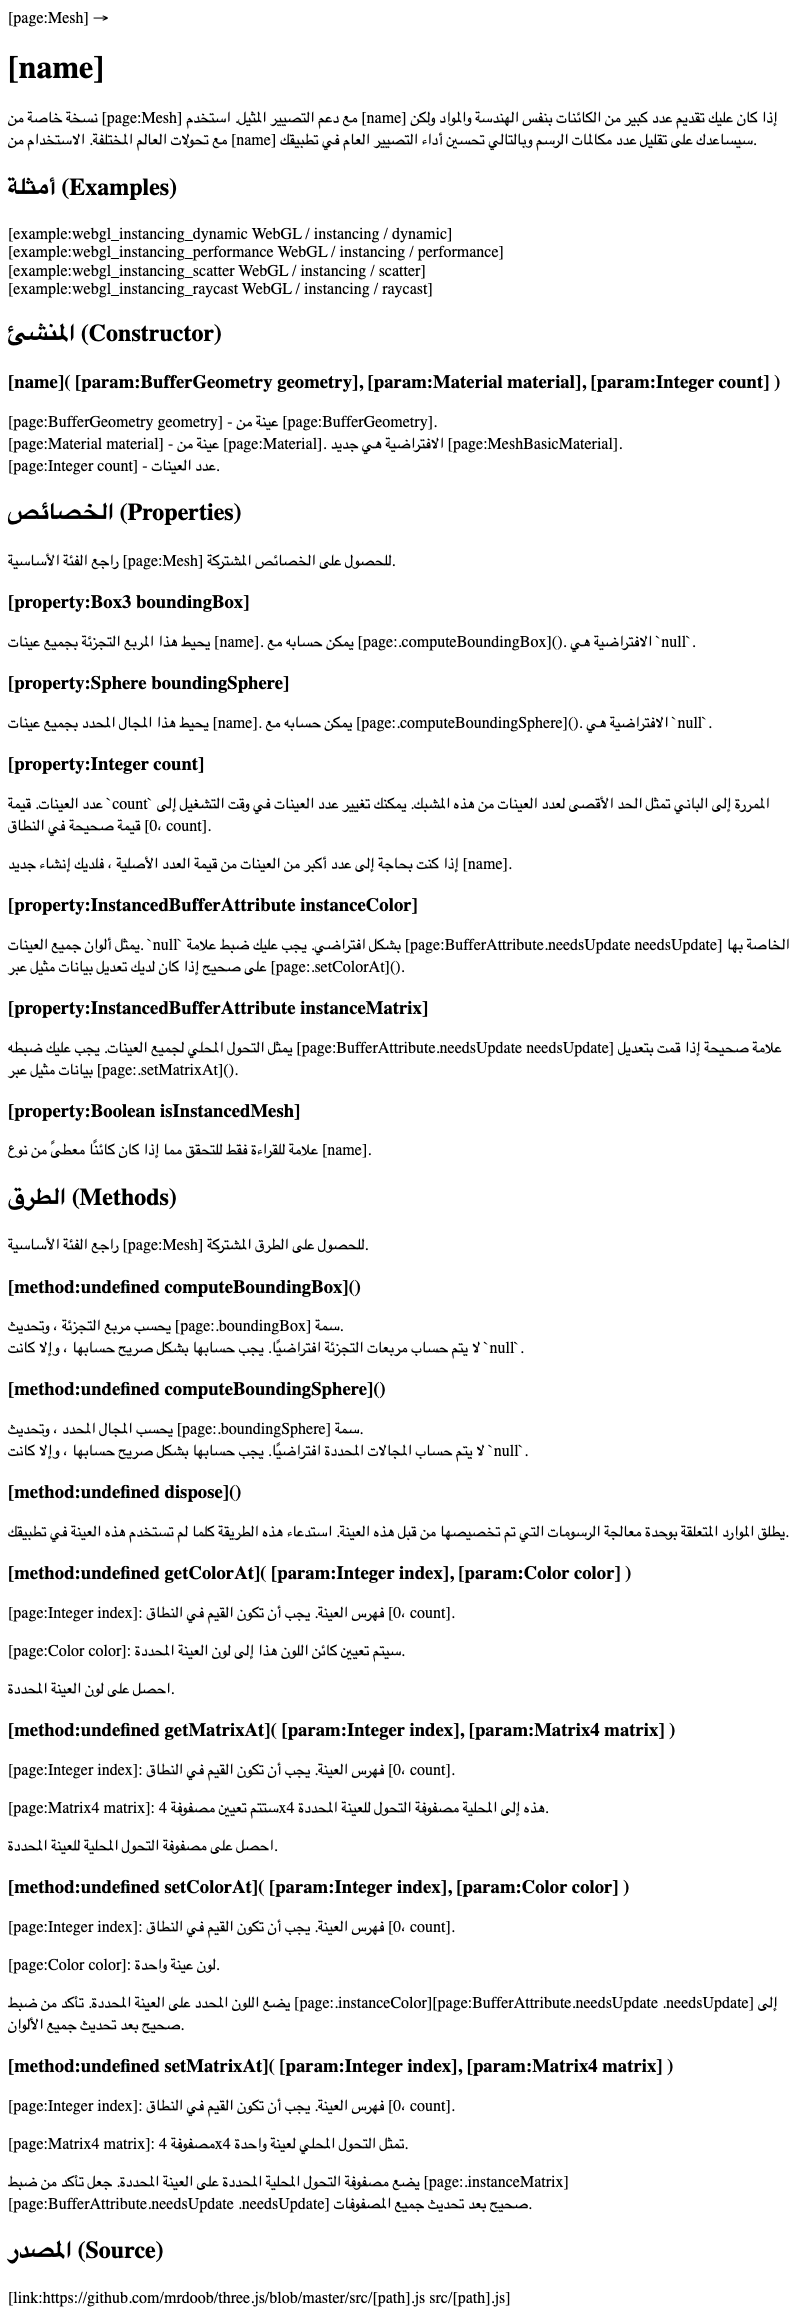 [page:Mesh] →
[name]
نسخة خاصة من [page:Mesh] مع دعم التصيير المثيل. استخدم [name] إذا كان عليك تقديم عدد كبير من الكائنات بنفس الهندسة والمواد ولكن
مع تحولات العالم المختلفة. الاستخدام من [name] سيساعدك على تقليل عدد مكالمات الرسم وبالتالي تحسين أداء التصيير العام في تطبيقك.
أمثلة (Examples)
[example:webgl_instancing_dynamic WebGL / instancing / dynamic]
[example:webgl_instancing_performance WebGL / instancing / performance]
[example:webgl_instancing_scatter WebGL / instancing / scatter]
[example:webgl_instancing_raycast WebGL / instancing / raycast]
المنشئ (Constructor)
[name]( [param:BufferGeometry geometry], [param:Material material], [param:Integer count] )
[page:BufferGeometry geometry] - عينة من [page:BufferGeometry].
[page:Material material] - عينة من [page:Material]. الافتراضية هي جديد [page:MeshBasicMaterial].
[page:Integer count] - عدد العينات.
الخصائص (Properties)
راجع الفئة الأساسية [page:Mesh] للحصول على الخصائص المشتركة.
[property:Box3 boundingBox]
يحيط هذا المربع التجزئة بجميع عينات [name]. يمكن حسابه مع [page:.computeBoundingBox](). الافتراضية هي `null`.
[property:Sphere boundingSphere]
يحيط هذا المجال المحدد بجميع عينات [name]. يمكن حسابه مع [page:.computeBoundingSphere](). الافتراضية هي `null`.
[property:Integer count]
عدد العينات. قيمة `count` الممررة إلى الباني تمثل الحد الأقصى لعدد العينات من هذه المشبك. يمكنك تغيير عدد العينات في وقت التشغيل إلى
قيمة صحيحة في النطاق [0، count].
إذا كنت بحاجة إلى عدد أكبر من العينات من قيمة العدد الأصلية ، فلديك إنشاء جديد [name].
[property:InstancedBufferAttribute instanceColor]
يمثل ألوان جميع العينات. `null` بشكل افتراضي. يجب عليك ضبط علامة [page:BufferAttribute.needsUpdate needsUpdate] الخاصة بها
على صحيح إذا كان لديك تعديل بيانات مثيل عبر [page:.setColorAt]().
[property:InstancedBufferAttribute instanceMatrix]
يمثل التحول المحلي لجميع العينات. يجب عليك ضبطه [page:BufferAttribute.needsUpdate needsUpdate] علامة صحيحة إذا قمت بتعديل
بيانات مثيل عبر [page:.setMatrixAt]().
[property:Boolean isInstancedMesh]
علامة للقراءة فقط للتحقق مما إذا كان كائنًا معطىً من نوع [name].
الطرق (Methods)
راجع الفئة الأساسية [page:Mesh] للحصول على الطرق المشتركة.
[method:undefined computeBoundingBox]()
يحسب مربع التجزئة ، وتحديث [page:.boundingBox] سمة.
لا يتم حساب مربعات التجزئة افتراضيًا. يجب حسابها بشكل صريح حسابها ، وإلا كانت `null`.
[method:undefined computeBoundingSphere]()
يحسب المجال المحدد ، وتحديث [page:.boundingSphere] سمة.
لا يتم حساب المجالات المحددة افتراضيًا. يجب حسابها بشكل صريح حسابها ، وإلا كانت `null`.
[method:undefined dispose]()
يطلق الموارد المتعلقة بوحدة معالجة الرسومات التي تم تخصيصها من قبل هذه العينة. استدعاء هذه الطريقة كلما لم تستخدم هذه العينة في تطبيقك.
[method:undefined getColorAt]( [param:Integer index], [param:Color color] )
[page:Integer index]: فهرس العينة. يجب أن تكون القيم في النطاق [0، count].
[page:Color color]: سيتم تعيين كائن اللون هذا إلى لون العينة المحددة.
احصل على لون العينة المحددة.
[method:undefined getMatrixAt]( [param:Integer index], [param:Matrix4 matrix] )
[page:Integer index]: فهرس العينة. يجب أن تكون القيم في النطاق [0، count].
[page:Matrix4 matrix]: ستتم تعيين مصفوفة 4x4 هذه إلى المحلية مصفوفة التحول للعينة المحددة.
احصل على مصفوفة التحول المحلية للعينة المحددة.
[method:undefined setColorAt]( [param:Integer index], [param:Color color] )
[page:Integer index]: فهرس العينة. يجب أن تكون القيم في النطاق [0، count].
[page:Color color]: لون عينة واحدة.
يضع اللون المحدد على العينة المحددة. تأكد من ضبط [page:.instanceColor][page:BufferAttribute.needsUpdate .needsUpdate] إلى
صحيح بعد تحديث جميع الألوان.
[method:undefined setMatrixAt]( [param:Integer index], [param:Matrix4 matrix] )
[page:Integer index]: فهرس العينة. يجب أن تكون القيم في النطاق [0، count].
[page:Matrix4 matrix]: مصفوفة 4x4 تمثل التحول المحلي لعينة واحدة.
يضع مصفوفة التحول المحلية المحددة على العينة المحددة. جعل تأكد من ضبط [page:.instanceMatrix]
[page:BufferAttribute.needsUpdate .needsUpdate] صحيح بعد تحديث جميع المصفوفات.
المصدر (Source)
[link:https://github.com/mrdoob/three.js/blob/master/src/[path].js src/[path].js]